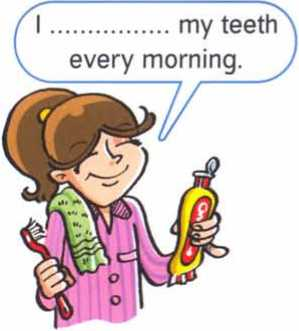 I ................ my teeth
every morning.